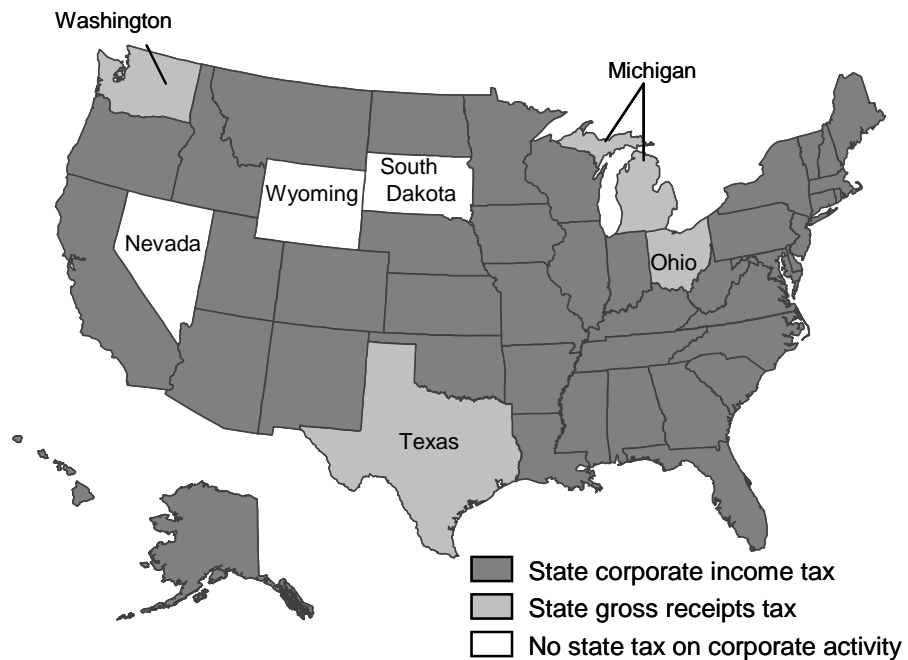 Washington
Michigan
South
Dakota
Wyoming
Nevada
Ohio
Texas
State corporate income tax
State gross receipts tax
No state tax on corporate activity